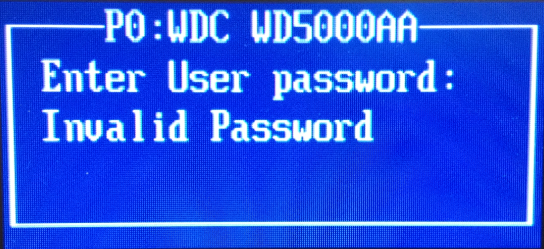 P0:WDC WD5000AA
Enter User password:
Invalid Password